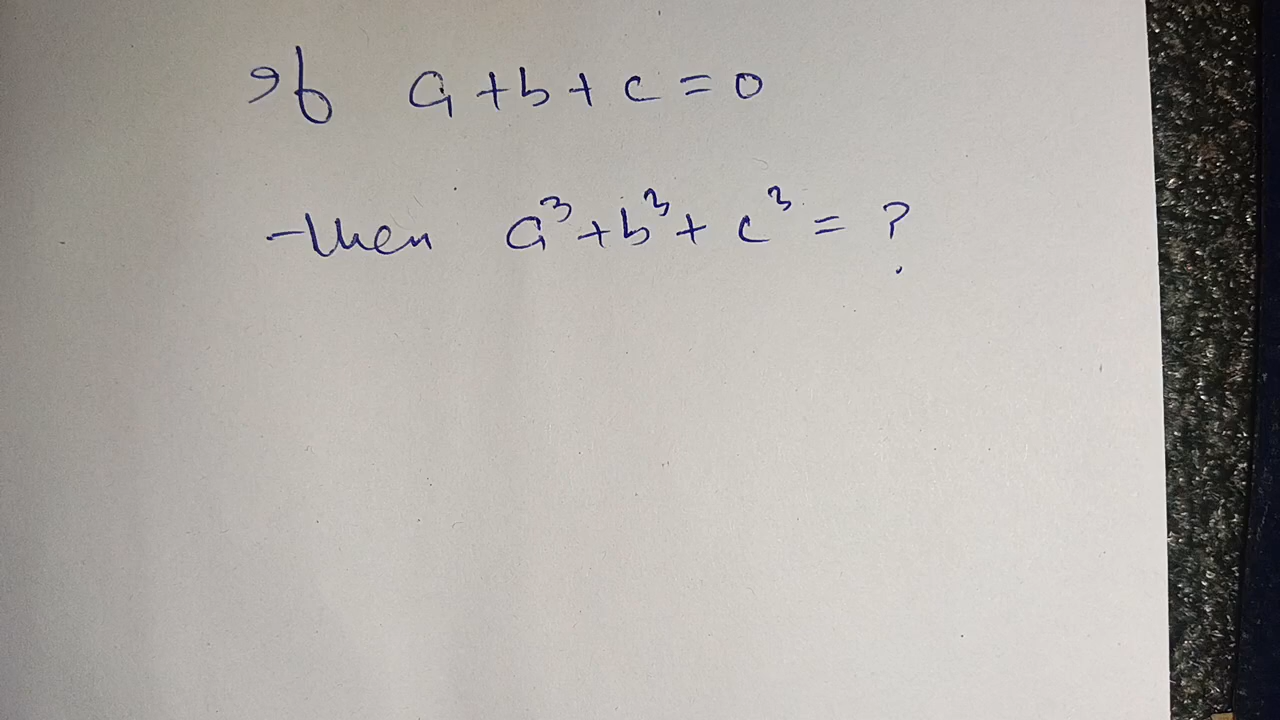 If a + b + c = 0
then a³ + b³ + c³ = ?